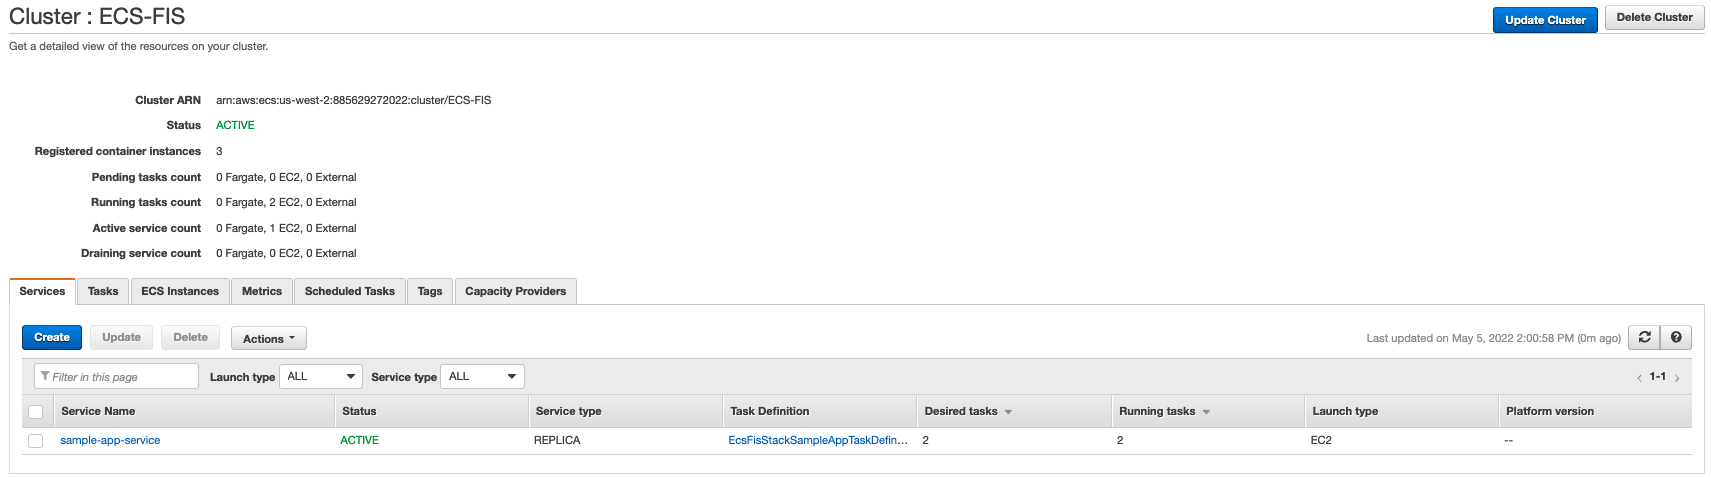 Cluster : ECS-FIS
Update Cluster
Delete Cluster
Get a detailed view of the resources on your cluster.
Cluster ARN arn:aws:ecs:us-west-2:885629272022:cluster/ECS-FIS
Status ACTIVE
Registered container instances 3
Pending tasks count 0 Fargate, 0 EC2, 0 External
Running tasks count 0 Fargate, 2 EC2, 0 External
Active service count 0 Fargate, 1 EC2, 0 External
Draining service count 0 Fargate, 0 EC2, 0 External
Services Tasks ECS Instances Metrics Scheduled Tasks Tags Capacity Providers
Create Update Delete Actions Last updated on May 5, 2022 2:00:58 PM (0m ago)
Filter in this page Launch type ALL Service type ALL 1-1
Service Name Status Service type Task Definition Desired tasks Running tasks Launch type Platform version
sample-app-service ACTIVE REPLICA EcsFisStackSampleAppTaskDefin... 2 2 EC2 --